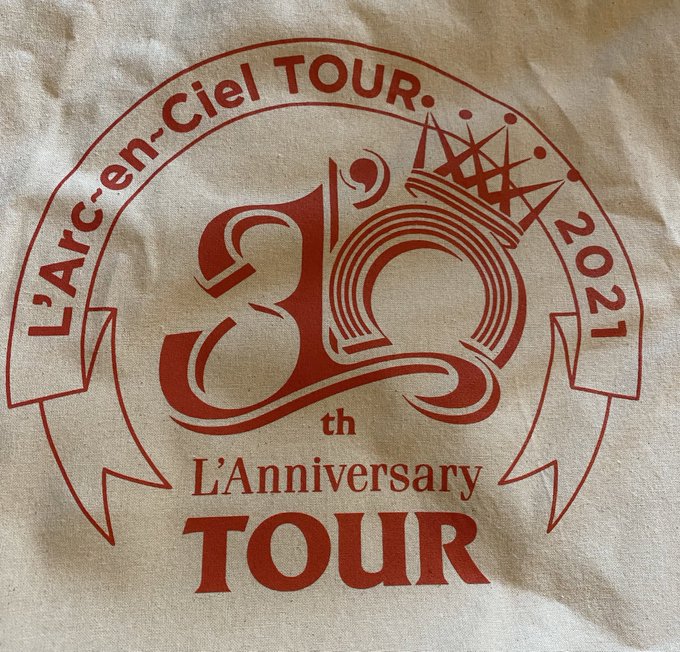 L'Arc~en~Ciel TOUR 2021
30
th
L'Anniversary
TOUR